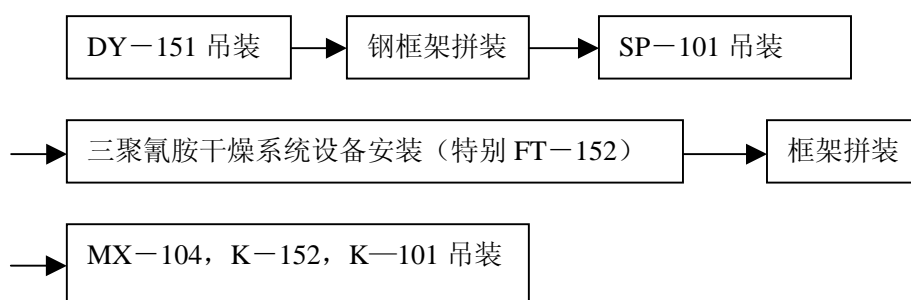 DY－151 吊装 钢框架拼装 SP－101 吊装
三聚氰胺干燥系统设备安装（特别 FT－152） 框架拼装
MX－104，K－152，K—101 吊装